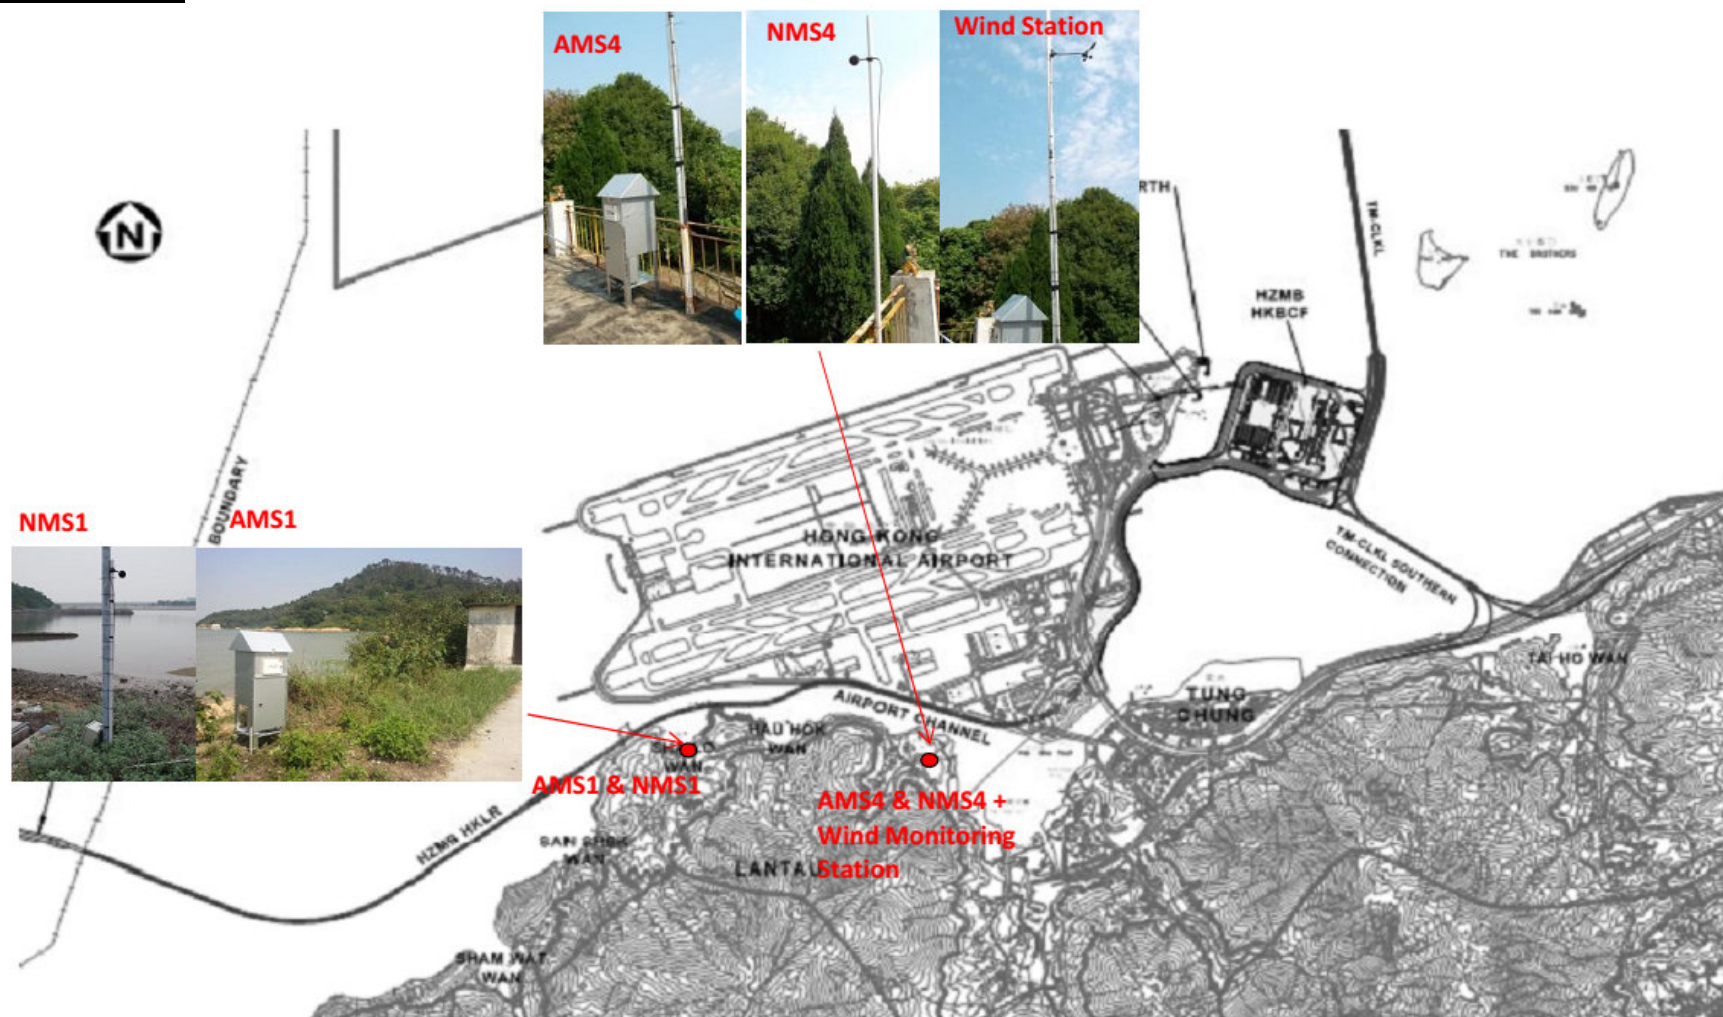 AMS4
NMS4
Wind Station
N
RTH
TM-CLKL
THE BROTHERS
HZMB
HKBCF
BOUNDARY
NMS1
AMS1
HONG KONG
INTERNATIONAL AIRPORT
TM-CLKL SOUTHERN
CONNECTION
TAI HO WAN
TUNG
CHUNG
AIRPORT CHANNEL
HAU HOK
WAN
WAN
AMS1 & NMS1
AMS4 & NMS4 +
Wind Monitoring
Station
HZMB HKLR
WAN
LANTAU
SHAM WAT
WAN